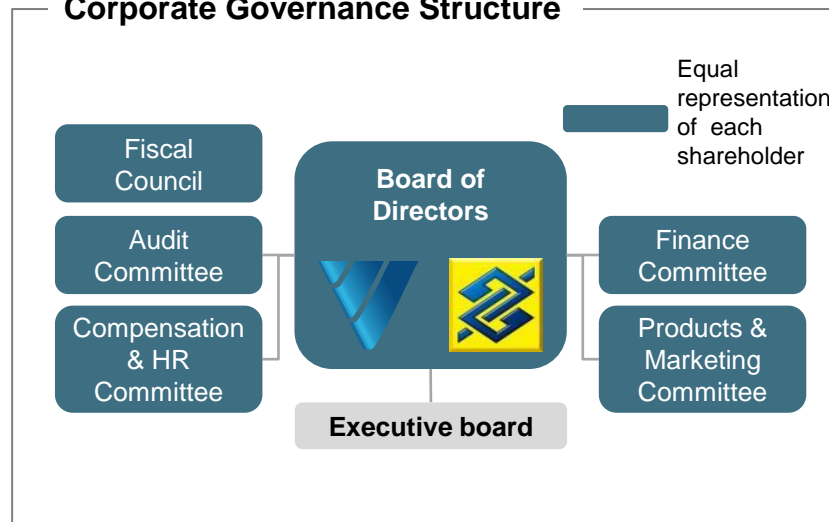 Corporate Governance Structure
Equal
representation
of each
shareholder
Fiscal
Council
Board of
Directors
Audit
Committee
Finance
Committee
Compensation
& HR
Committee
Products &
Marketing
Committee
Executive board